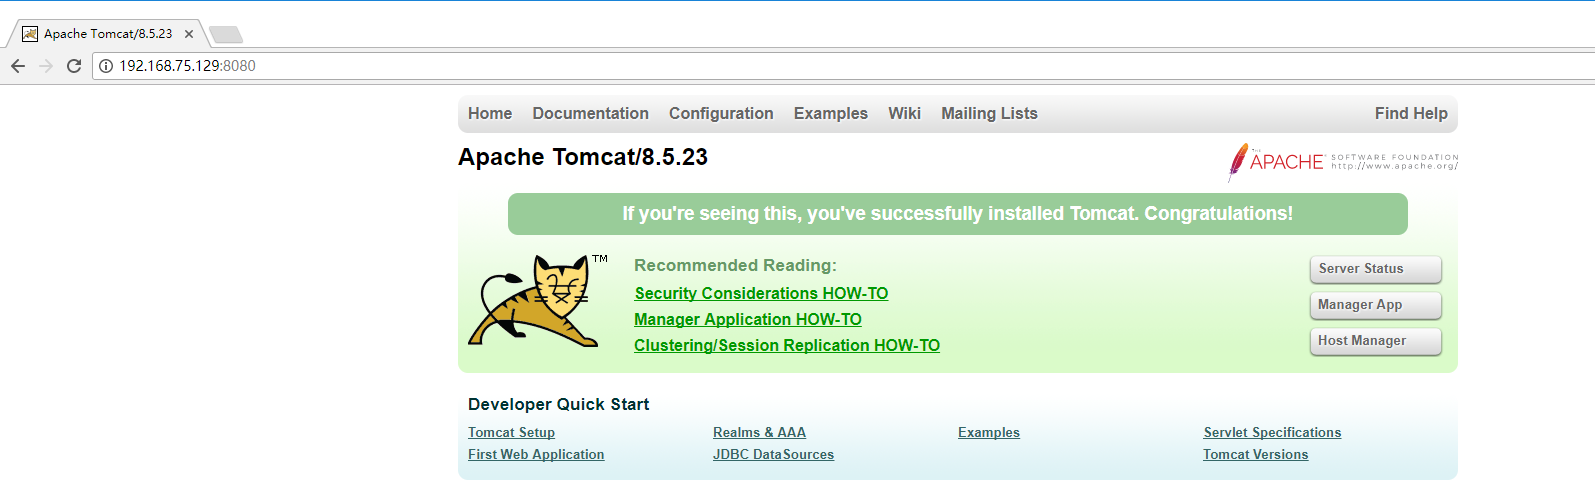 Apache Tomcat/8.5.23
192.168.75.129:8080
Home Documentation Configuration Examples Wiki Mailing Lists Find Help
Apache Tomcat/8.5.23
THE APACHE SOFTWARE FOUNDATION
http://www.apache.org/
If you're seeing this, you've successfully installed Tomcat. Congratulations!
TM
Recommended Reading:
Security Considerations HOW-TO
Manager Application HOW-TO
Clustering/Session Replication HOW-TO
Server Status
Manager App
Host Manager
Developer Quick Start
Tomcat Setup Realms & AAA Examples Servlet Specifications
First Web Application JDBC DataSources Tomcat Versions